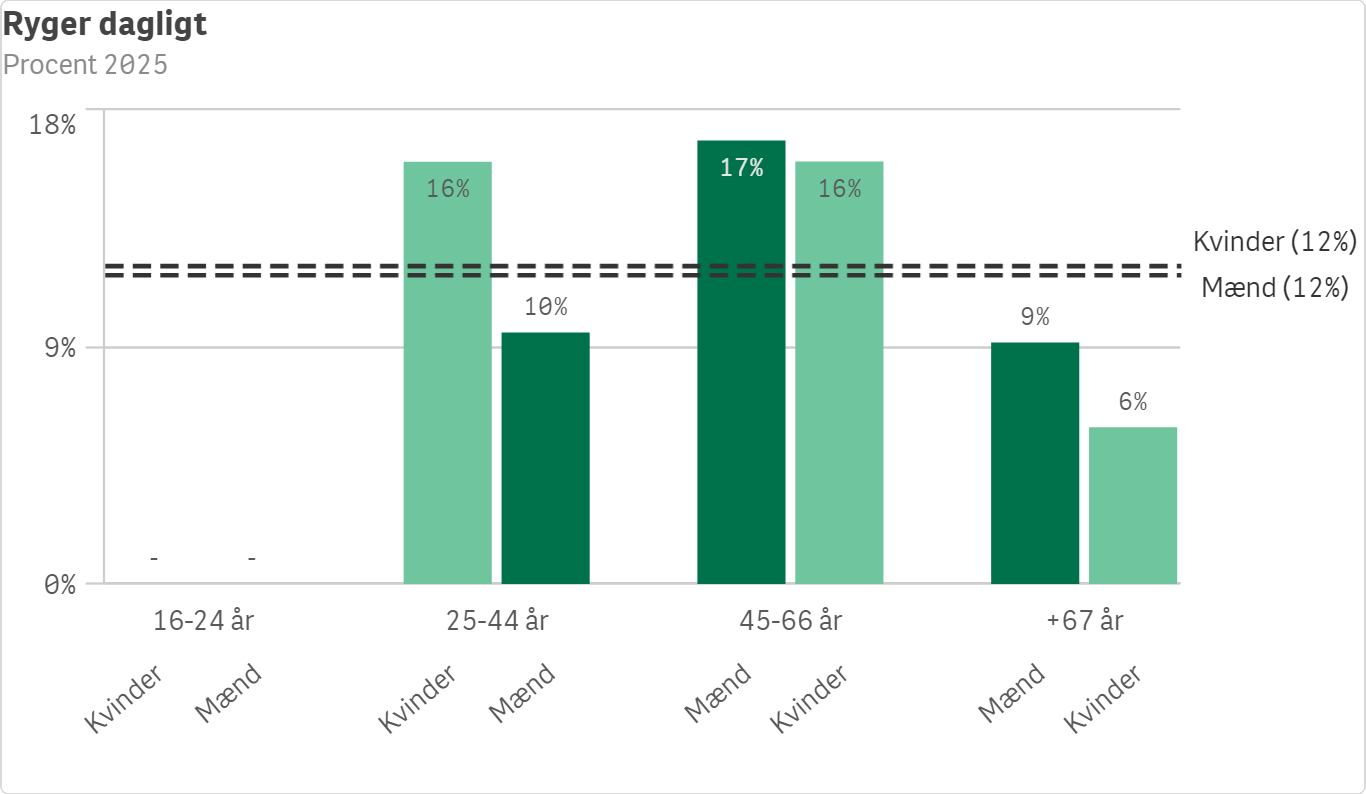 Ryger dagligt
Procent 2025
18%
16%
17%
16%
Kvinder (12%)
Mænd (12%)
10%
9%
9%
6%
-
-
0%
16-24 år
25-44 år
45-66 år
+67 år
Kvinder
Mænd
Kvinder
Mænd
Mænd
Kvinder
Mænd
Kvinder